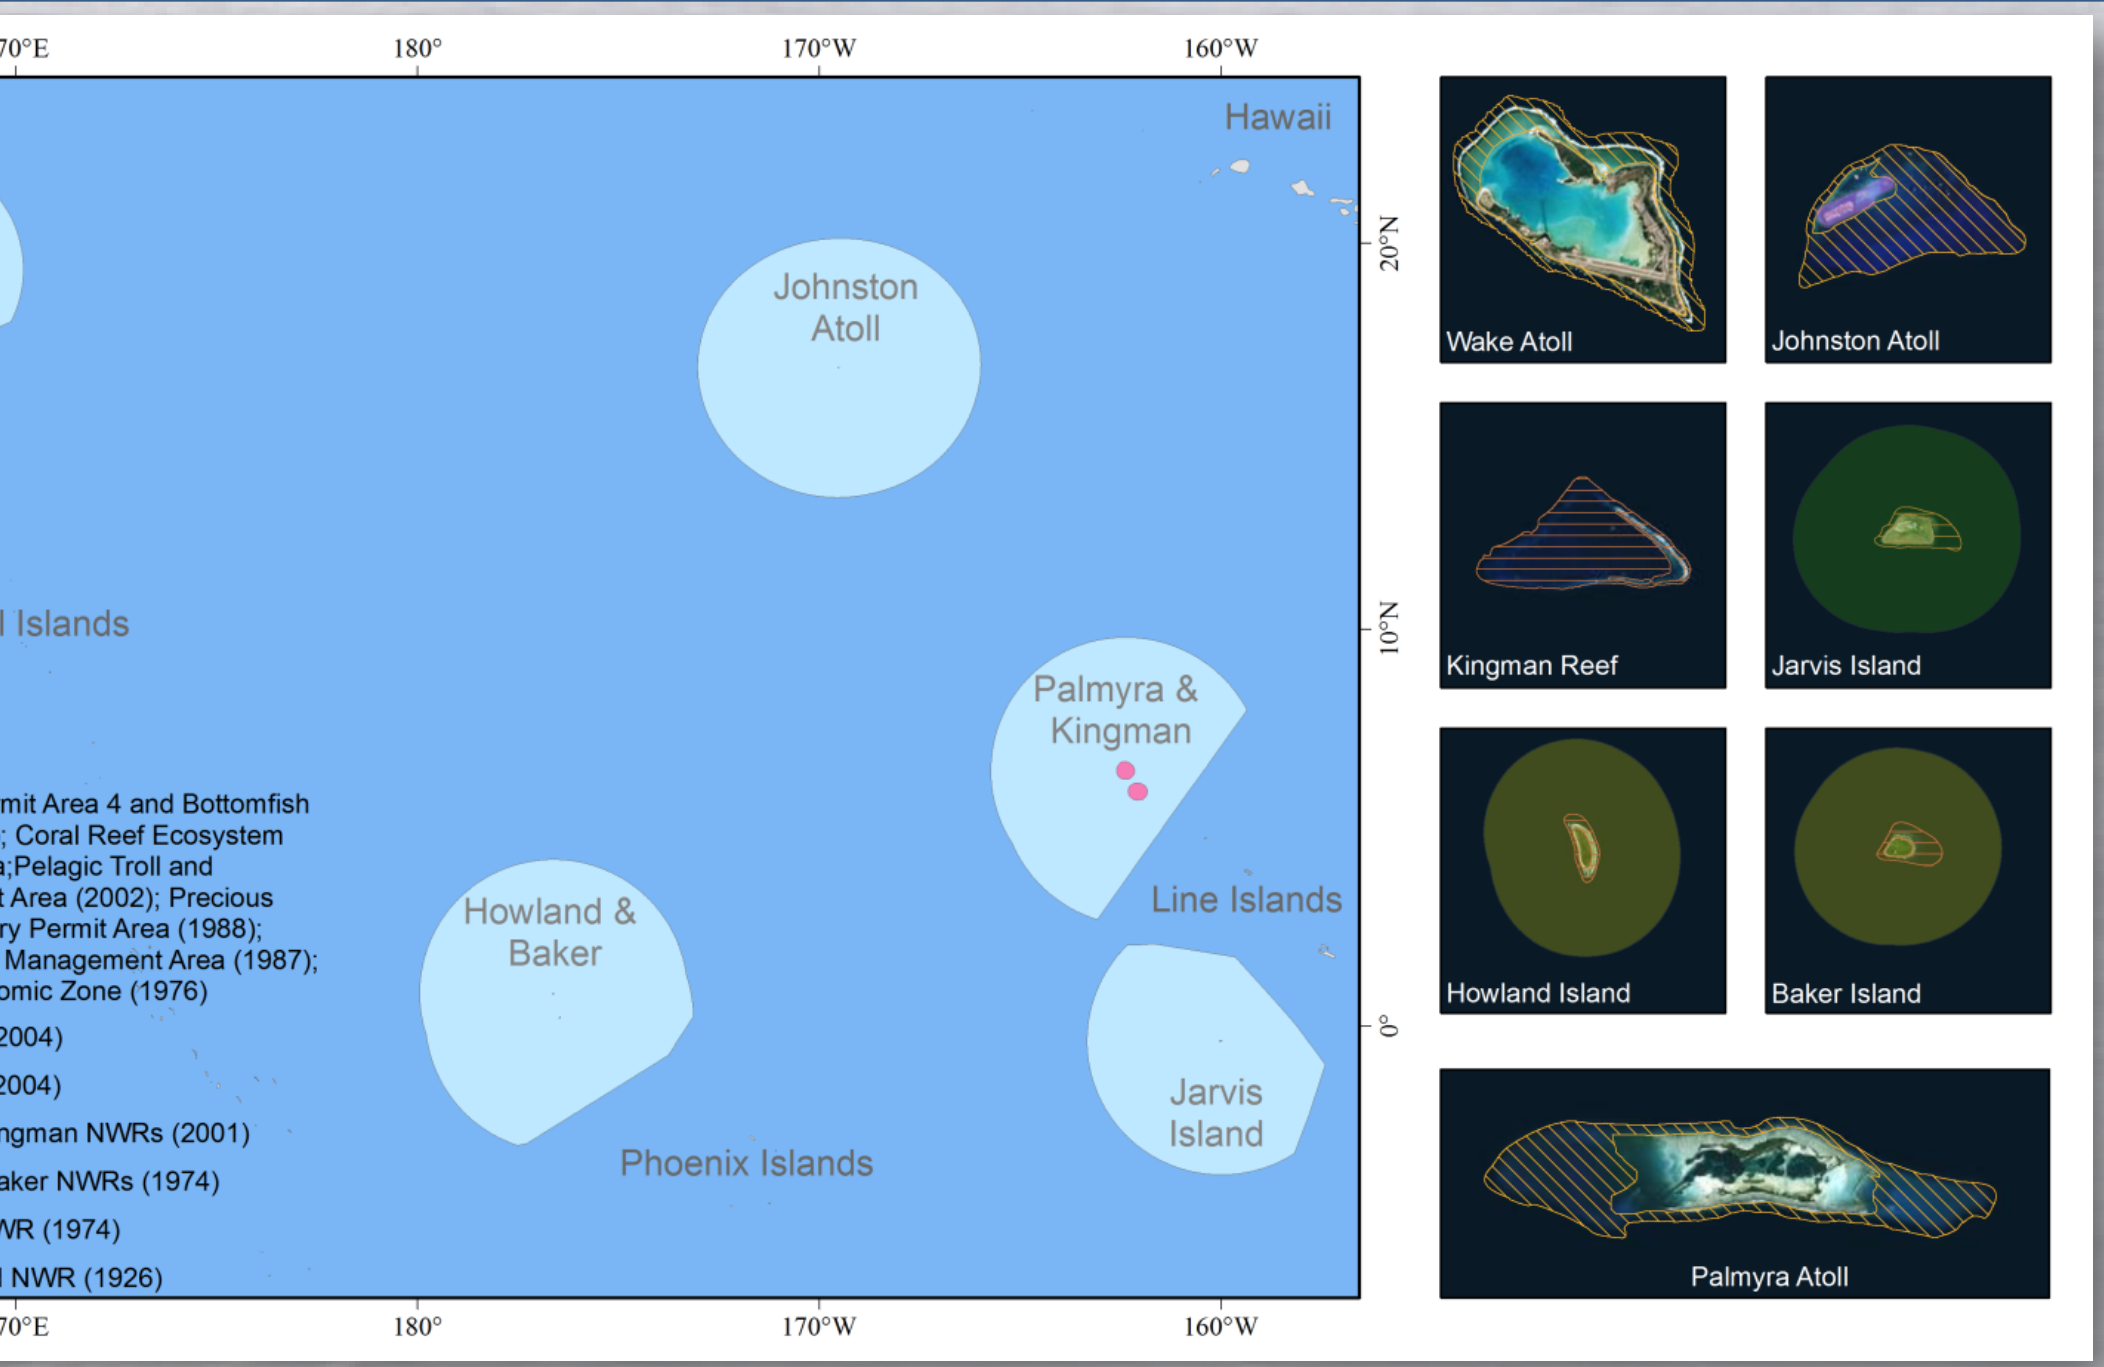 70°E
180°
170°W
160°W
Hawaii
20°N
Johnston
Atoll
Wake Atoll
Johnston Atoll
l Islands
10°N
Palmyra &
Kingman
Kingman Reef
Jarvis Island
mit Area 4 and Bottomfish
; Coral Reef Ecosystem
a;Pelagic Troll and
t Area (2002); Precious
ry Permit Area (1988);
Management Area (1987);
omic Zone (1976)
2004)
2004)
ngman NWRs (2001)
aker NWRs (1974)
WR (1974)
l NWR (1926)
Howland &
Baker
Line Islands
0°
Jarvis
Island
Phoenix Islands
Howland Island
Baker Island
Palmyra Atoll
70°E
180°
170°W
160°W